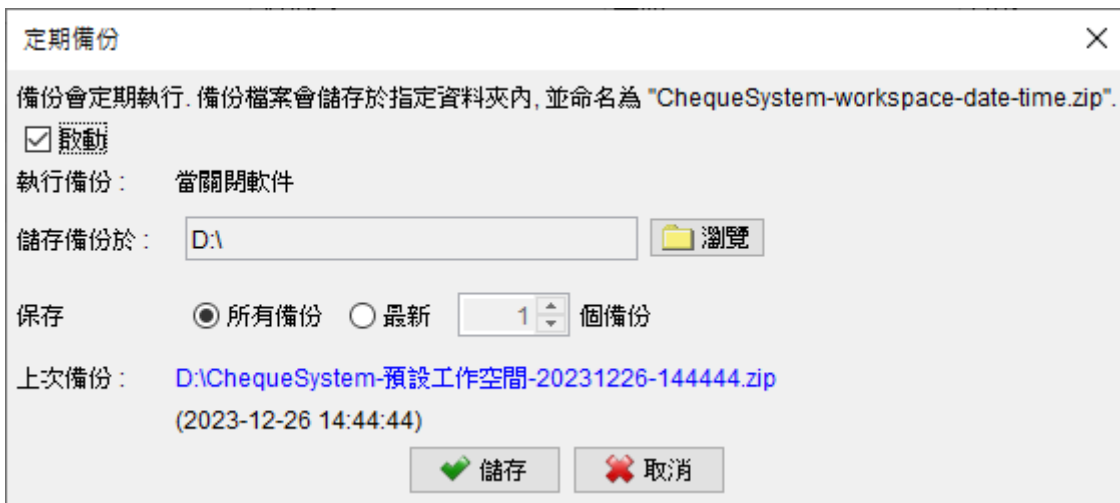 定期備份
備份會定期執行. 備份檔案會儲存於指定資料夾內, 並命名為 "ChequeSystem-workspace-date-time.zip".
啟動
執行備份 : 當關閉軟件
儲存備份於 : D:\ 瀏覽
保存 所有備份 最新 1 個備份
上次備份 : D:\ChequeSystem-預設工作空間-20231226-144444.zip
(2023-12-26 14:44:44)
儲存 取消